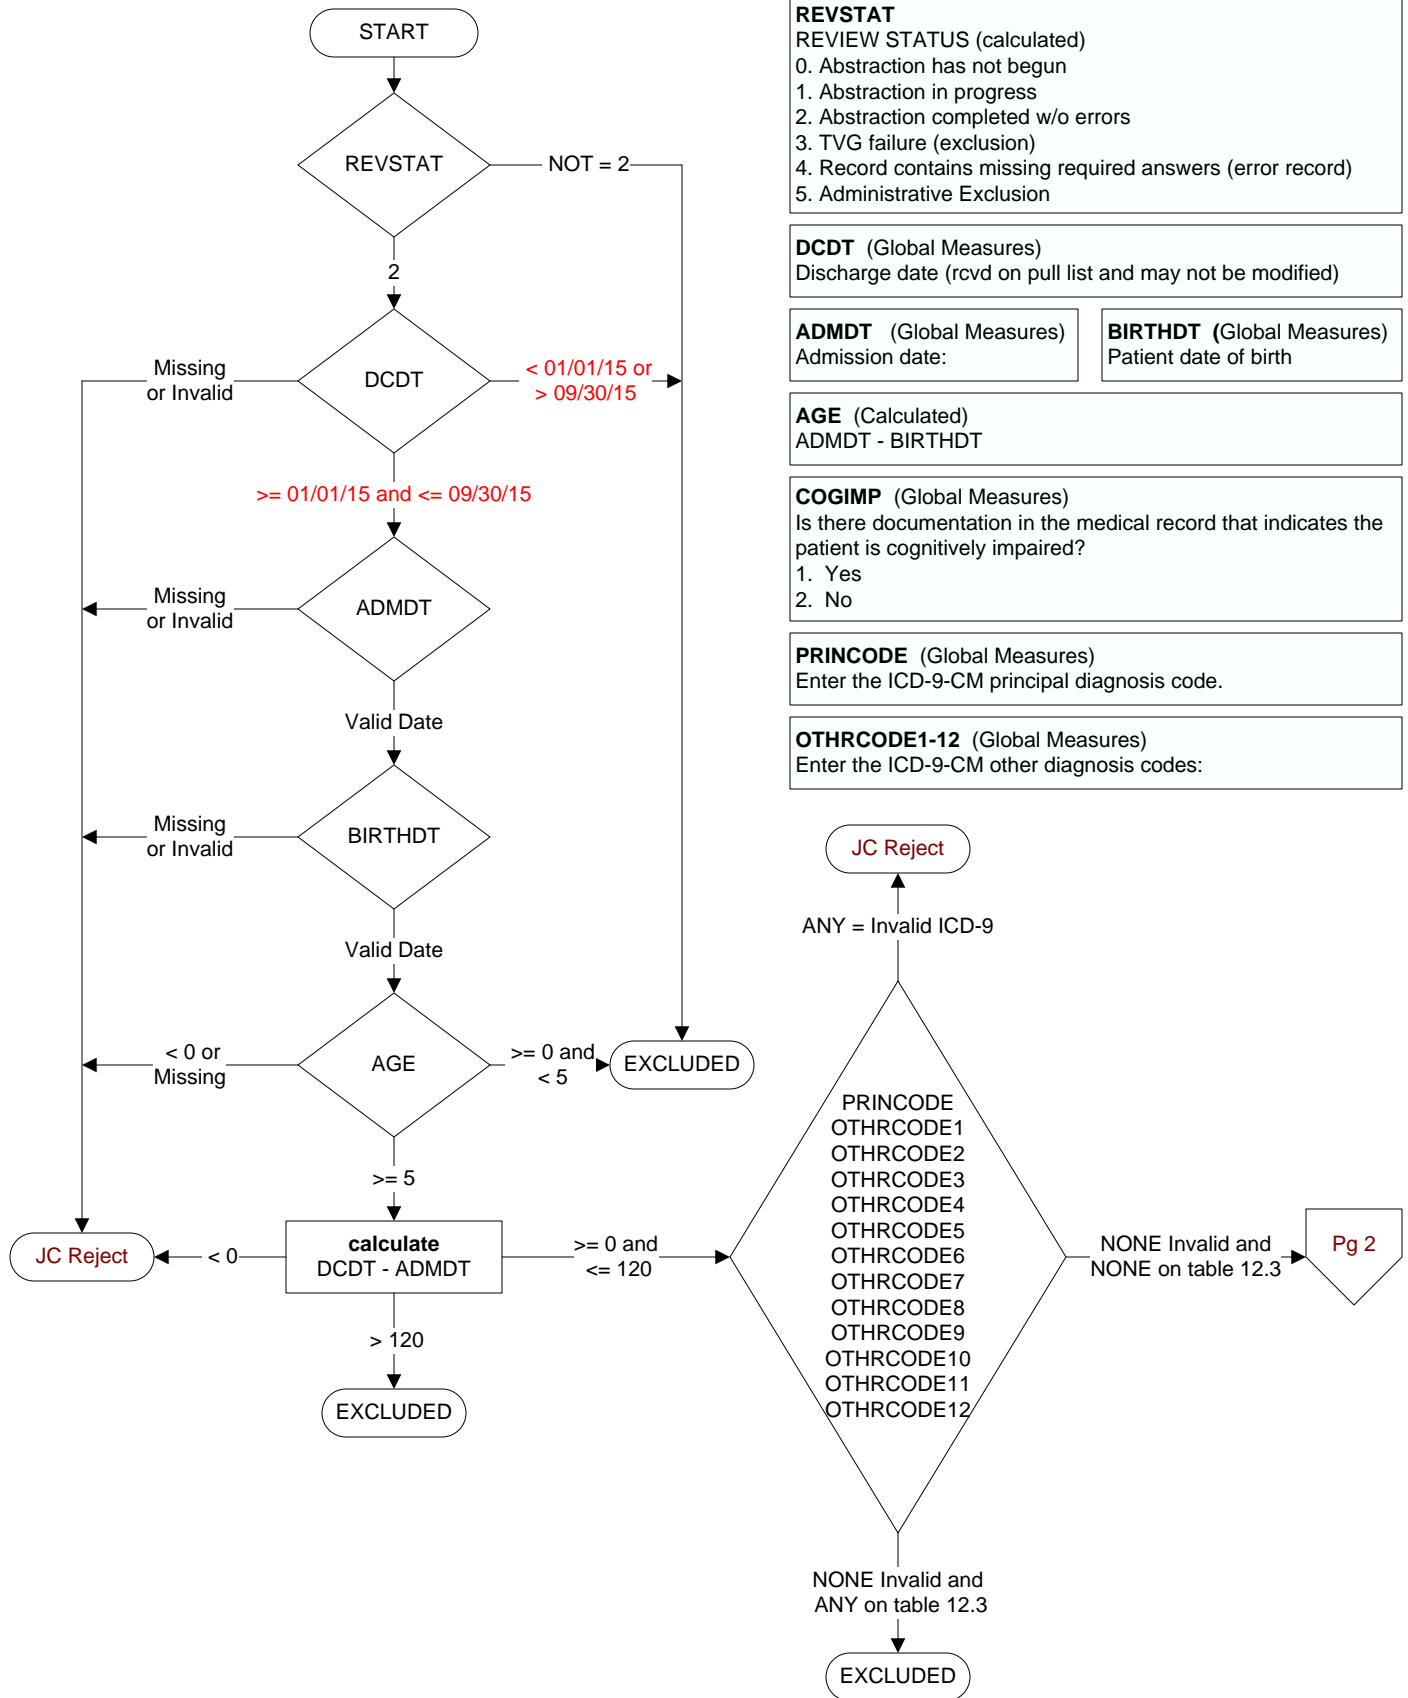 START
REVSTAT
NOT = 2
2
DCDT
Missing
or Invalid
< 01/01/15 or
> 09/30/15
>= 01/01/15 and <= 09/30/15
ADMDT
Missing
or Invalid
Valid Date
BIRTHDT
Missing
or Invalid
Valid Date
AGE
< 0 or
Missing
>= 0 and
< 5
EXCLUDED
>= 5
calculate
DCDT - ADMDT
< 0
JC Reject
>= 0 and
<= 120
> 120
EXCLUDED
REVSTAT
REVIEW STATUS (calculated)
0. Abstraction has not begun
1. Abstraction in progress
2. Abstraction completed w/o errors
3. TVG failure (exclusion)
4. Record contains missing required answers (error record)
5. Administrative Exclusion
DCDT (Global Measures)
Discharge date (rcvd on pull list and may not be modified)
ADMDT (Global Measures)
Admission date:
BIRTHDT (Global Measures)
Patient date of birth
AGE (Calculated)
ADMDT - BIRTHDT
COGIMP (Global Measures)
Is there documentation in the medical record that indicates the
patient is cognitively impaired?
1. Yes
2. No
PRINCODE (Global Measures)
Enter the ICD-9-CM principal diagnosis code.
OTHRCODE1-12 (Global Measures)
Enter the ICD-9-CM other diagnosis codes:
JC Reject
ANY = Invalid ICD-9
PRINCODE
OTHRCODE1
OTHRCODE2
OTHRCODE3
OTHRCODE4
OTHRCODE5
OTHRCODE6
OTHRCODE7
OTHRCODE8
OTHRCODE9
OTHRCODE10
OTHRCODE11
OTHRCODE12
NONE Invalid and
NONE on table 12.3
Pg 2
NONE Invalid and
ANY on table 12.3
EXCLUDED